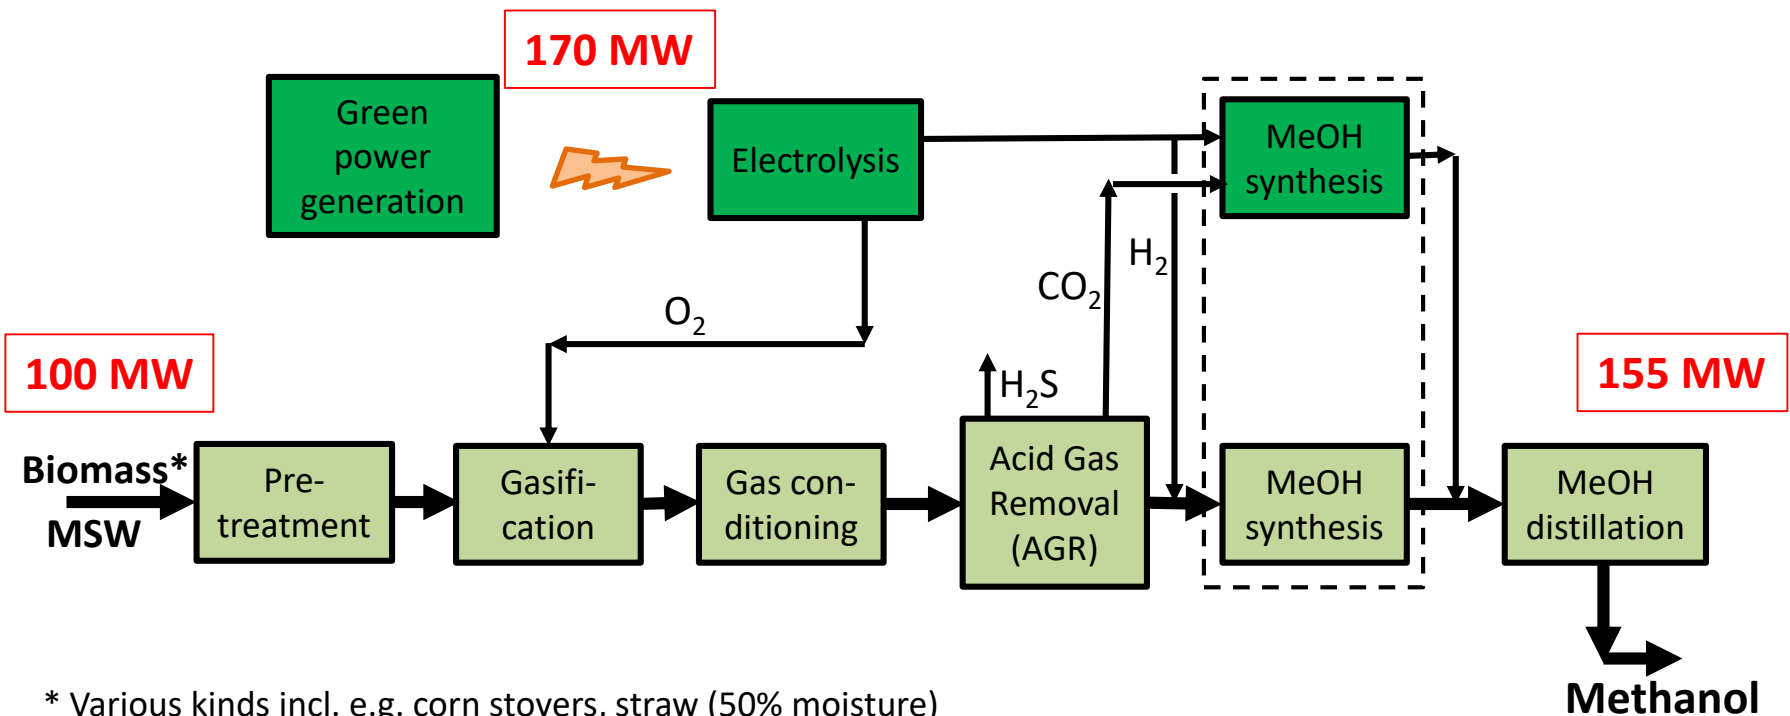 170 MW
Green
power
generation
Electrolysis
MeOH
synthesis
H₂
CO₂
O₂
100 MW
H₂S
155 MW
Biomass*
MSW
Pre-
treatment
Gasifi-
cation
Gas con-
ditioning
Acid Gas
Removal
(AGR)
MeOH
synthesis
MeOH
distillation
Methanol
* Various kinds incl. e.g. corn stovers, straw (50% moisture)